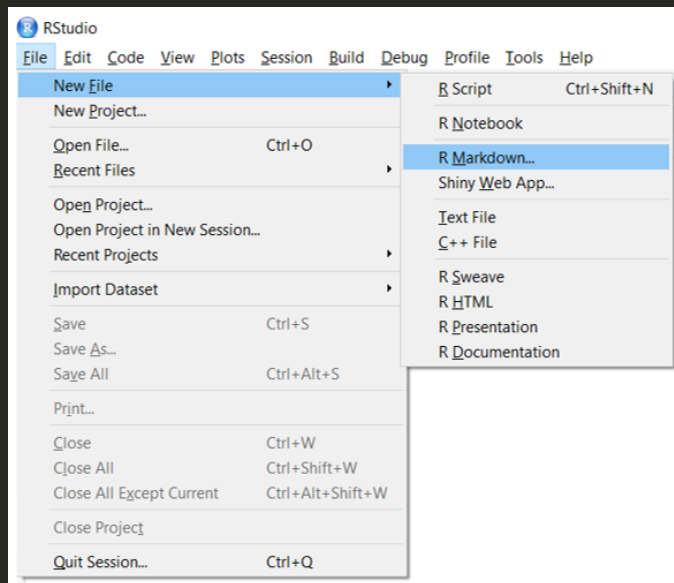 RStudio
File Edit Code View Plots Session Build Debug Profile Tools Help
New File
New Project...
Open File... Ctrl+O
Recent Files
Open Project...
Open Project in New Session...
Recent Projects
Import Dataset
Save Ctrl+S
Save As...
Save All Ctrl+Alt+S
Print...
Close Ctrl+W
Close All Ctrl+Shift+W
Close All Except Current Ctrl+Alt+Shift+W
Close Project
Quit Session... Ctrl+Q
R Script Ctrl+Shift+N
R Notebook
R Markdown...
Shiny Web App...
Text File
C++ File
R Sweave
R HTML
R Presentation
R Documentation